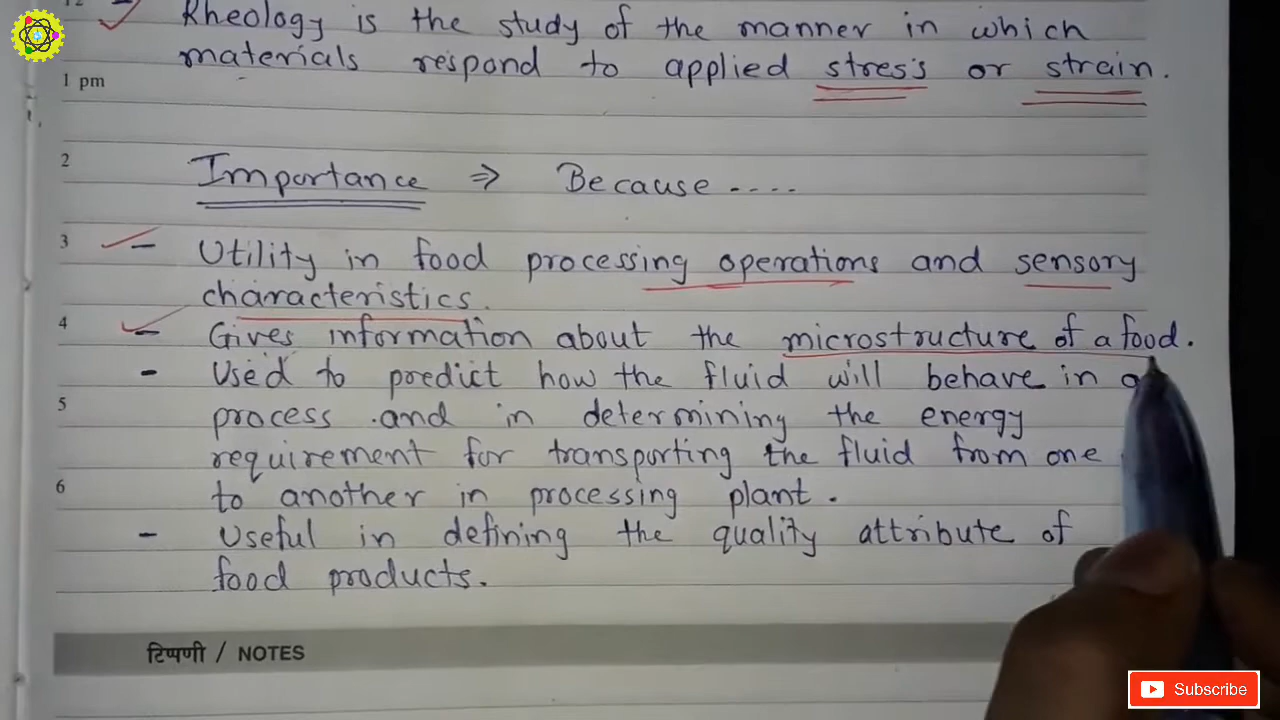 12
Rheology is the study of the manner in which
materials respond to applied stress or strain.
1 pm
2
Importance ⇒ Because ....
3
- Utility in food processing operations and sensory
characteristics.
4
- Gives information about the microstructure of a food.
- Used to predict how the fluid will behave in a
5
process and in determining the energy
requirement for transporting the fluid from one
6
to another in processing plant.
- Useful in defining the quality attribute of
food products.
टिप्पणी / NOTES
Subscribe